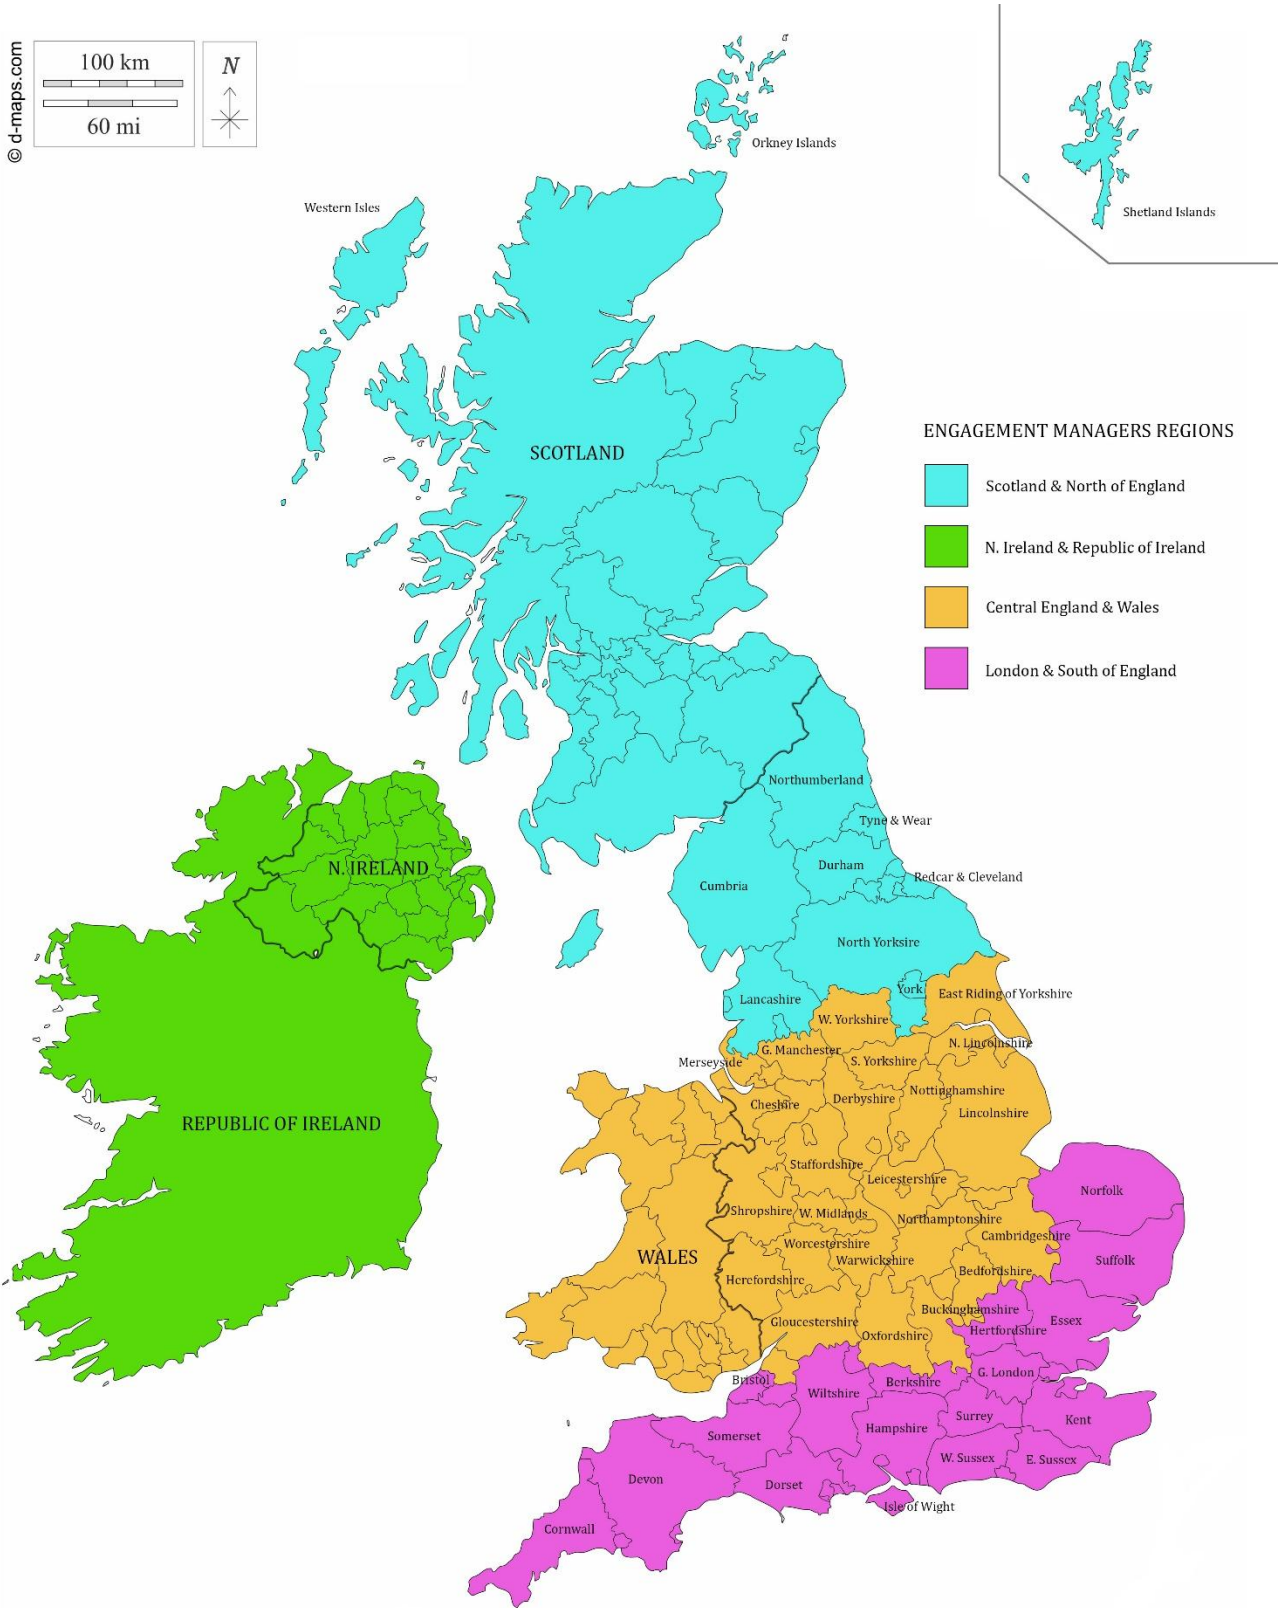 © d-maps.com
100 km
60 mi
N
Orkney Islands
Western Isles
Shetland Islands
SCOTLAND
ENGAGEMENT MANAGERS REGIONS
Scotland & North of England
N. Ireland & Republic of Ireland
Central England & Wales
London & South of England
Northumberland
Tyne & Wear
N. IRELAND
Durham
Redcar & Cleveland
Cumbria
North Yorksire
York
East Riding of Yorkshire
Lancashire
W. Yorkshire
N. Lincolnshire
G. Manchester
Merseyside
S. Yorkshire
Nottinghamshire
Cheshire
Derbyshire
Lincolnshire
REPUBLIC OF IRELAND
Staffordshire
Leicestershire
Norfolk
Shropshire
W. Midlands
Northamptonshire
Cambridgeshire
Worcestershire
WALES
Warwickshire
Suffolk
Bedfordshire
Herefordshire
Buckinghamshire
Gloucestershire
Essex
Hertfordshire
Oxfordshire
G. London
Bristol
Berkshire
Wiltshire
Surrey
Kent
Hampshire
Somerset
W. Sussex
E. Sussex
Devon
Dorset
Isle of Wight
Cornwall